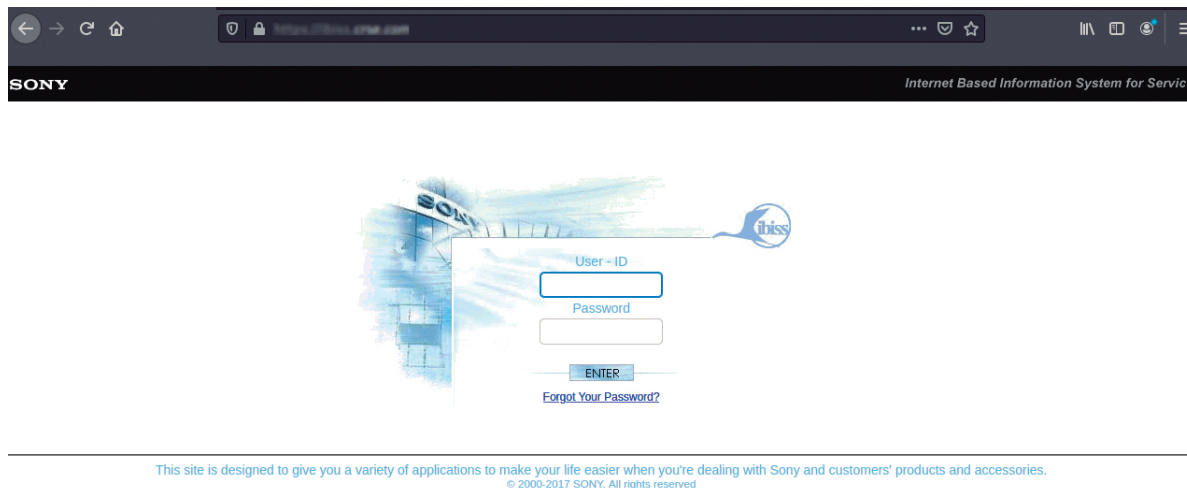 SONY
Internet Based Information System for Servic
SONY
ibiss
User - ID
Password
ENTER
Forgot Your Password?
This site is designed to give you a variety of applications to make your life easier when you're dealing with Sony and customers' products and accessories.
© 2000-2017 SONY. All rights reserved